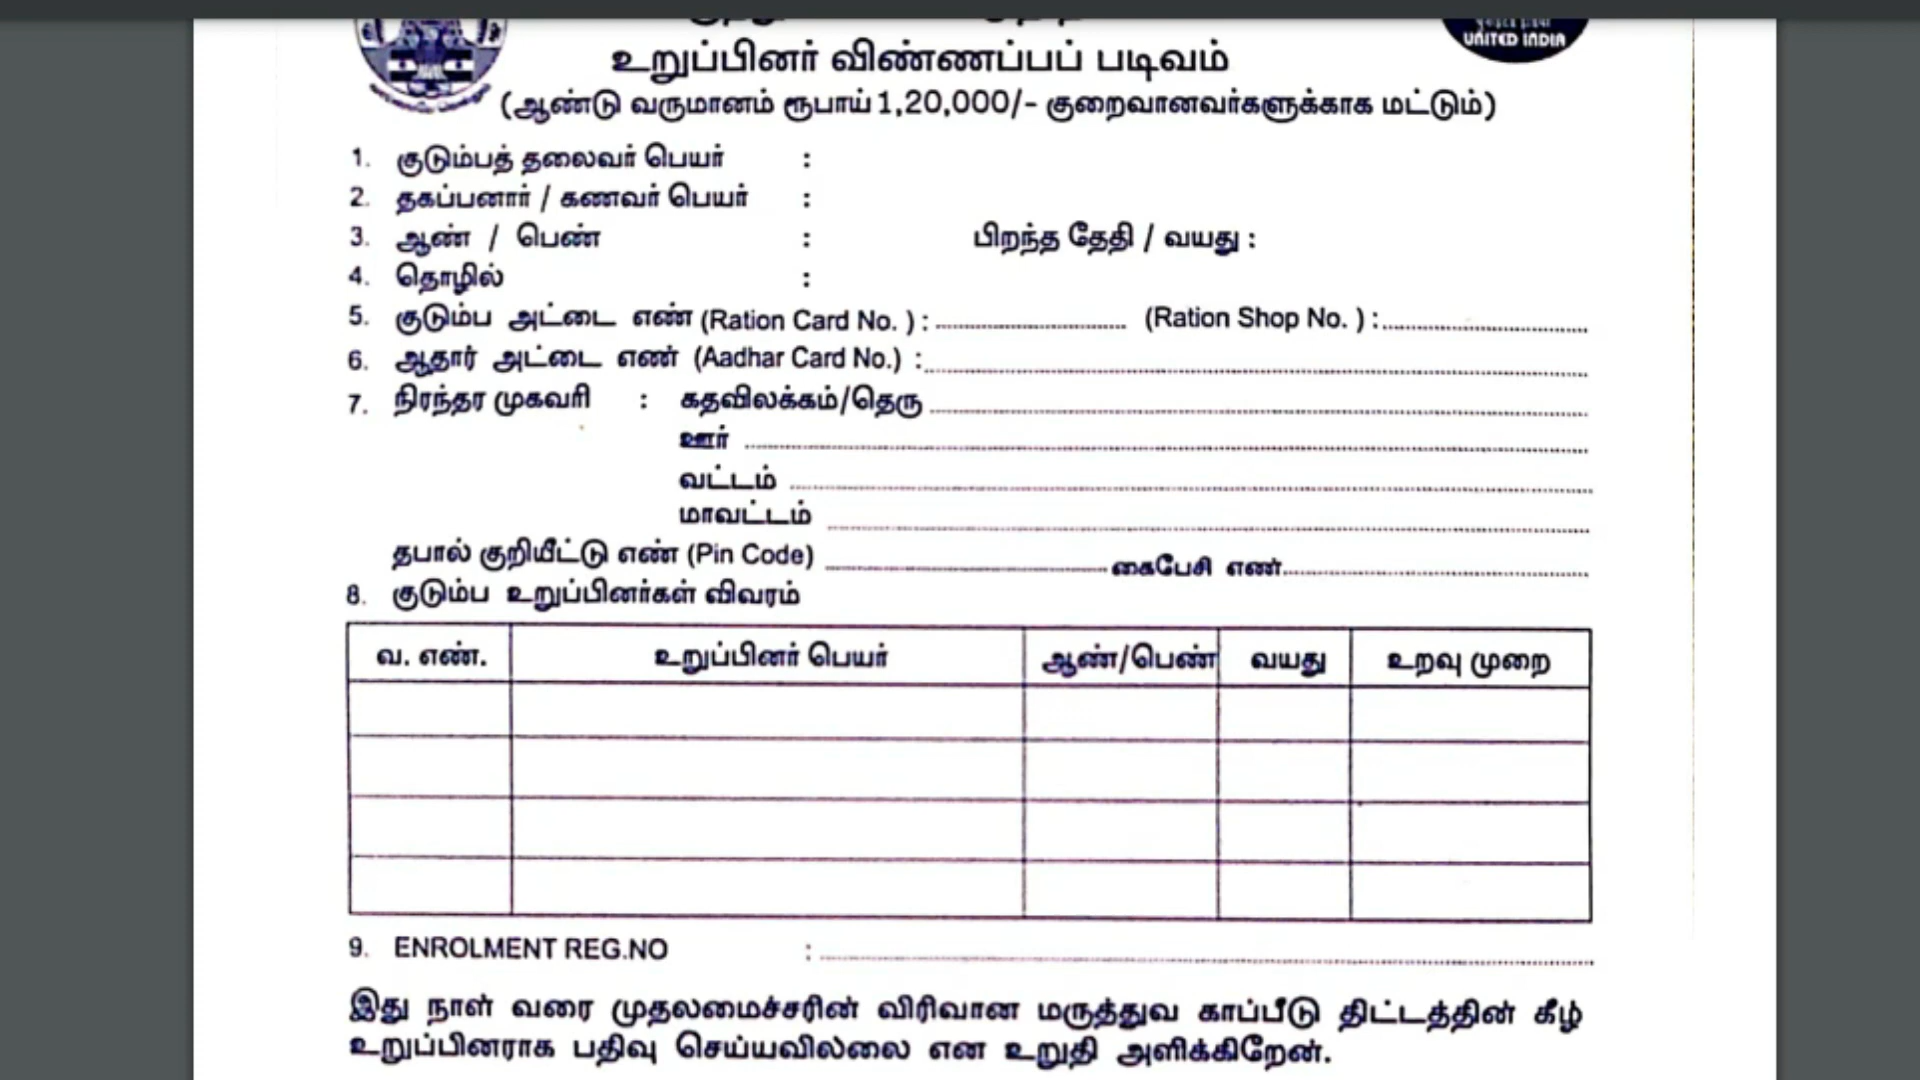 UNITED INDIA
உறுப்பினர் விண்ணப்பப் படிவம்
(ஆண்டு வருமானம் ரூபாய் 1,20,000/- குறைவானவர்களுக்காக மட்டும்)
1. குடும்பத் தலைவர் பெயர் :
2. தகப்பனார் / கணவர் பெயர் :
3. ஆண் / பெண் : பிறந்த தேதி / வயது :
4. தொழில் :
5. குடும்ப அட்டை எண் (Ration Card No. ) : (Ration Shop No. ) :
6. ஆதார் அட்டை எண் (Aadhar Card No.) :
7. நிரந்தர முகவரி : கதவிலக்கம்/தெரு
ஊர்
வட்டம்
மாவட்டம்
தபால் குறியீட்டு எண் (Pin Code) கைபேசி எண்
8. குடும்ப உறுப்பினர்கள் விவரம்
வ. எண். உறுப்பினர் பெயர் ஆண்/பெண் வயது உறவு முறை
9. ENROLMENT REG.NO :
இது நாள் வரை முதலமைச்சரின் விரிவான மருத்துவ காப்பீடு திட்டத்தின் கீழ்
உறுப்பினராக பதிவு செய்யவில்லை என உறுதி அளிக்கிறேன்.